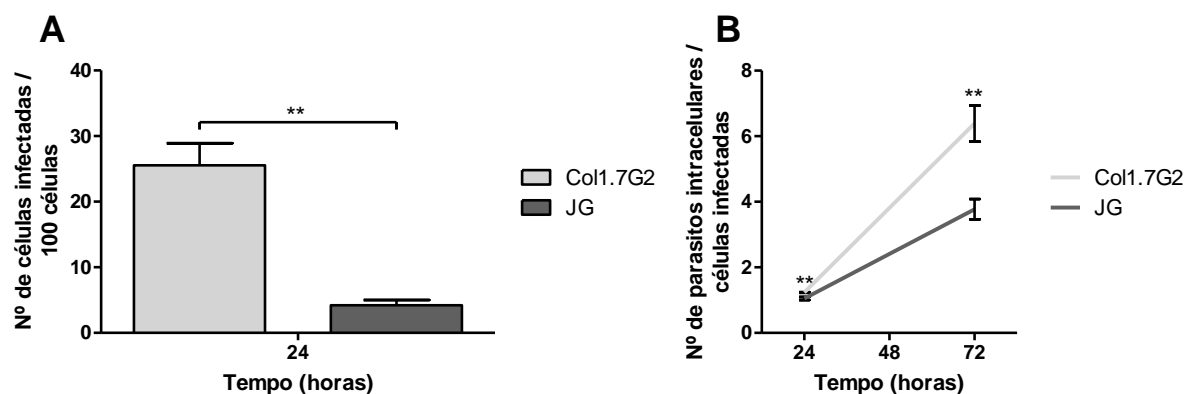 A
Nº de células infectadas /
100 células
40
30
20
10
0
**
24
Tempo (horas)
Col1.7G2
JG
B
Nº de parasitos intracelulares /
células infectadas
8
6
4
2
0
**
**
24
48
72
Tempo (horas)
Col1.7G2
JG